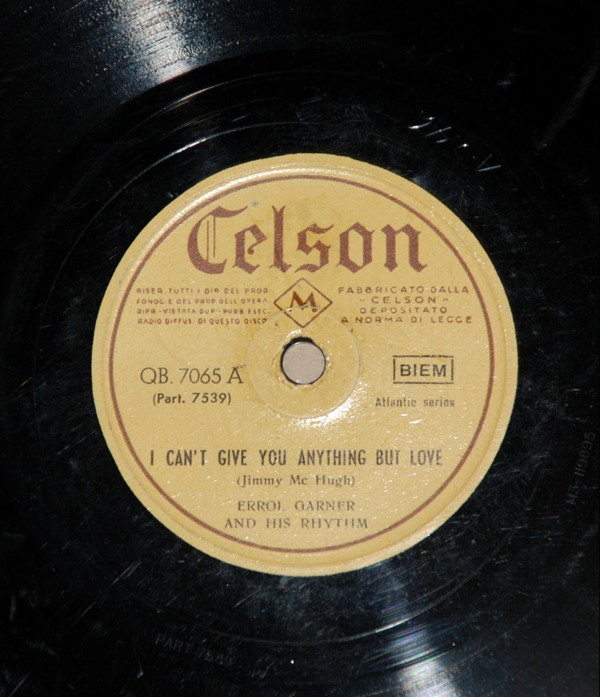 Celson
RISER. TUTTI I DIR. DEL PROD.
FONOG. E DEL PROP. DELL'OPERA
DIPR.-VIETATA DUP.-PUBB. ESEC.
RADIO DIFFUS. DI QUESTO DISCO
M
FABBRICATO DALLA
"CELSON"
DEPOSITATO
A NORMA DI LEGGE
QB. 7065 A
(Part. 7539)
BIEM
Atlantic series
I CAN'T GIVE YOU ANYTHING BUT LOVE
(Jimmy Mc Hugh)
ERROL GARNER
AND HIS RHYTHM
PART 7539